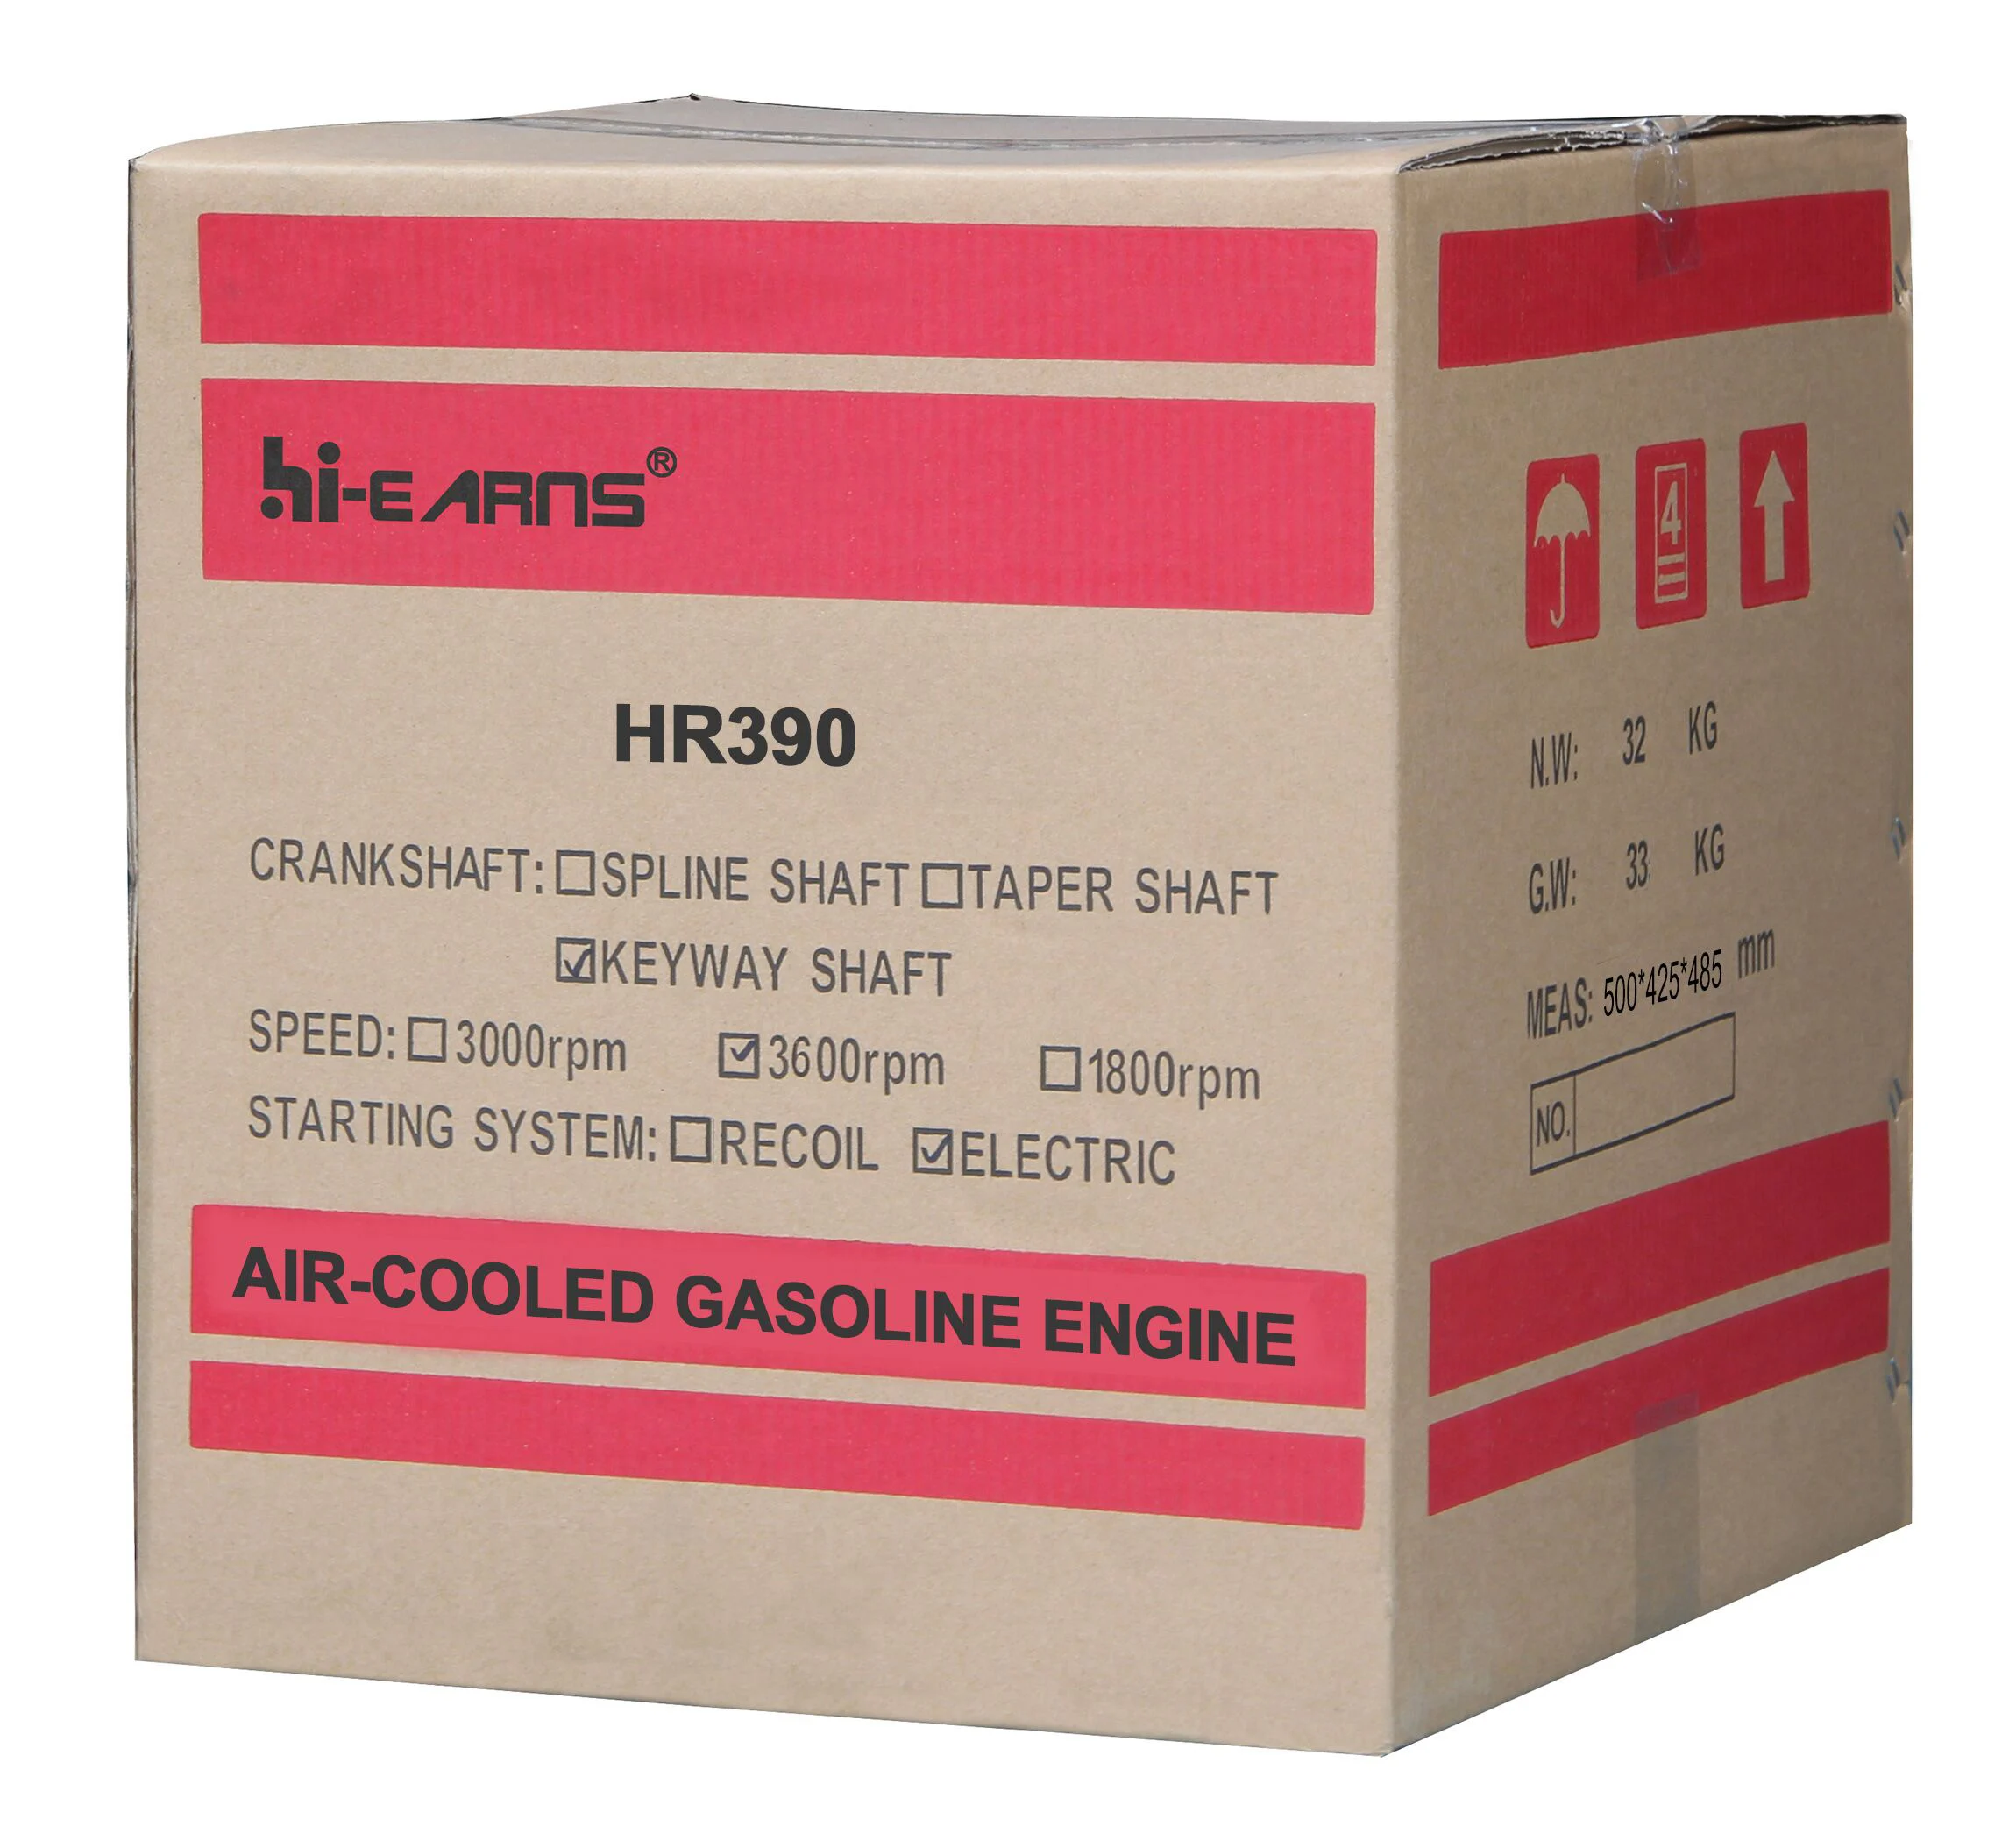 hi-EARNS®
HR390
CRANKSHAFT: ☐SPLINE SHAFT ☐TAPER SHAFT
☑KEYWAY SHAFT
SPEED: ☐3000rpm ☑3600rpm ☐1800rpm
STARTING SYSTEM: ☐RECOIL ☑ELECTRIC
AIR-COOLED GASOLINE ENGINE
4
N.W: 32 KG
G.W: 33 KG
MEAS: 500*425*485 mm
NO.